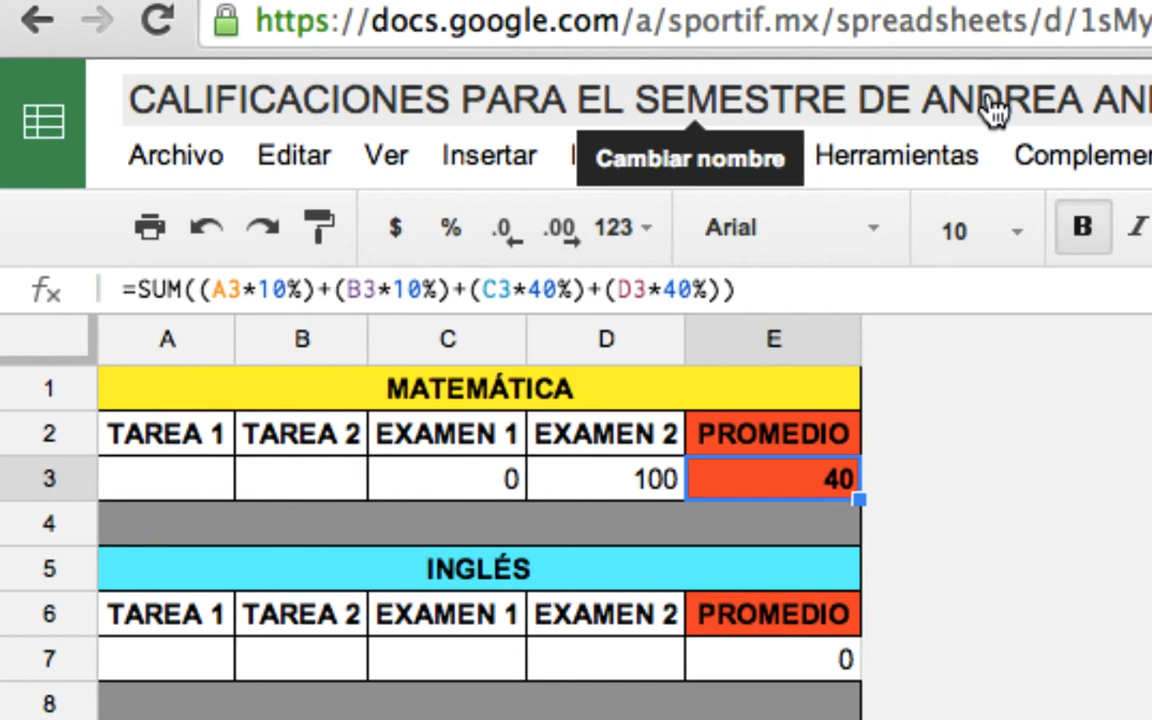 https://docs.google.com/a/sportif.mx/spreadsheets/d/1sMy
CALIFICACIONES PARA EL SEMESTRE DE ANDREA
Archivo Editar Ver Insertar Cambiar nombre Herramientas Complemen
$ % .0 .00 123 Arial 10 B I
fx =SUM((A3*10%)+(B3*10%)+(C3*40%)+(D3*40%))
A B C D E
1 MATEMÁTICA
2 TAREA 1 TAREA 2 EXAMEN 1 EXAMEN 2 PROMEDIO
3 0 100 40
4
5 INGLÉS
6 TAREA 1 TAREA 2 EXAMEN 1 EXAMEN 2 PROMEDIO
7 0
8